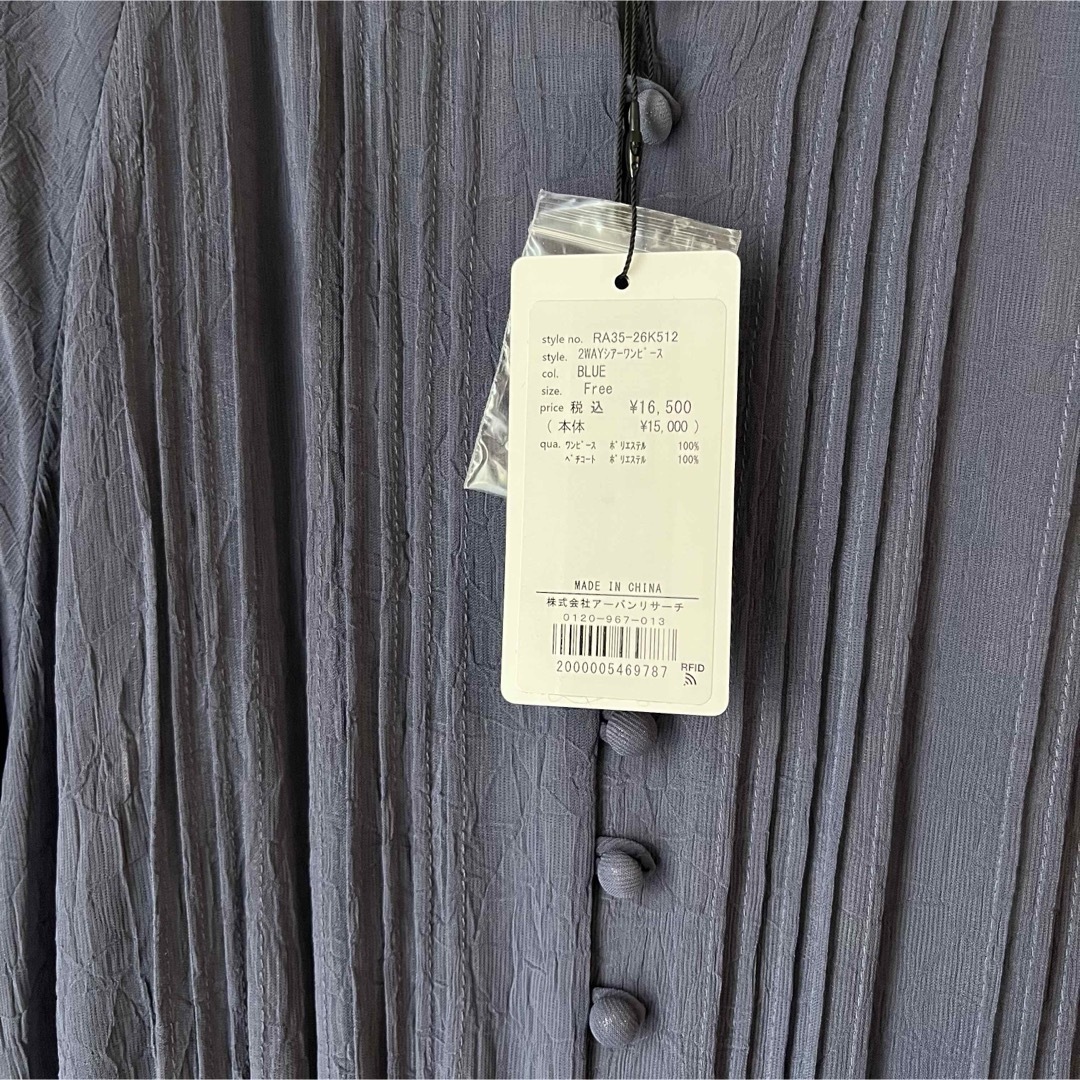 style no. RA35-26K512
style. 2WAYｼｱｰﾜﾝﾋﾟｰｽ
col. BLUE
size. Free
price 税 込 ¥16,500
( 本体 ¥15,000 )
qua. ﾜﾝﾋﾟｰｽ ﾎﾟﾘｴｽﾃﾙ 100%
ﾍﾟﾁｺｰﾄ ﾎﾟﾘｴｽﾃﾙ 100%
MADE IN CHINA
株式会社アーバンリサーチ
0120-967-013
2000005469787
RFID